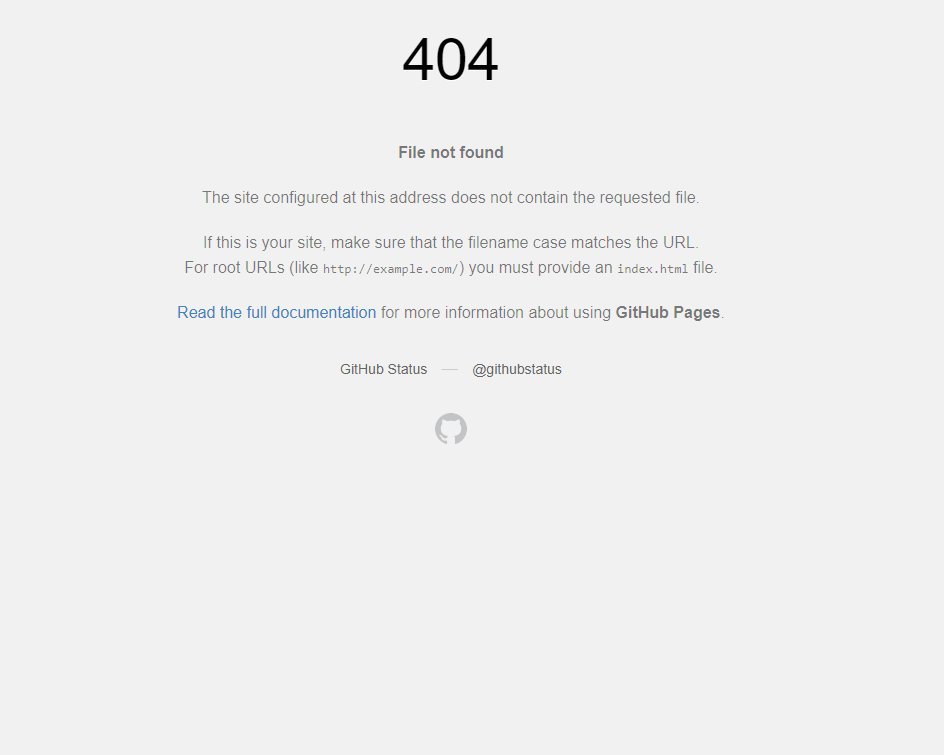 404
File not found
The site configured at this address does not contain the requested file.
If this is your site, make sure that the filename case matches the URL.
For root URLs (like http://example.com/) you must provide an index.html file.
Read the full documentation for more information about using GitHub Pages.
GitHub Status — @githubstatus